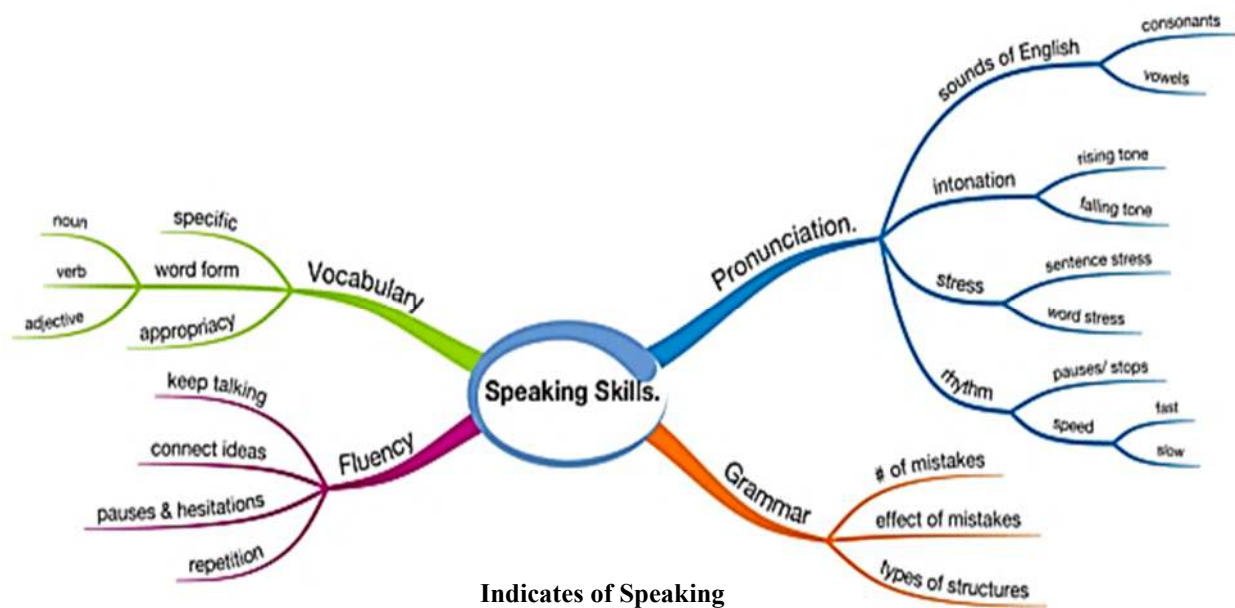 Speaking Skills.
Vocabulary
specific
word form
noun
verb
adjective
appropriacy
Fluency
keep talking
connect ideas
pauses & hesitations
repetition
Pronunciation.
sounds of English
consonants
vowels
intonation
rising tone
falling tone
stress
sentence stress
word stress
rhythm
pauses/ stops
speed
fast
slow
Grammar
# of mistakes
effect of mistakes
types of structures
Indicates of Speaking